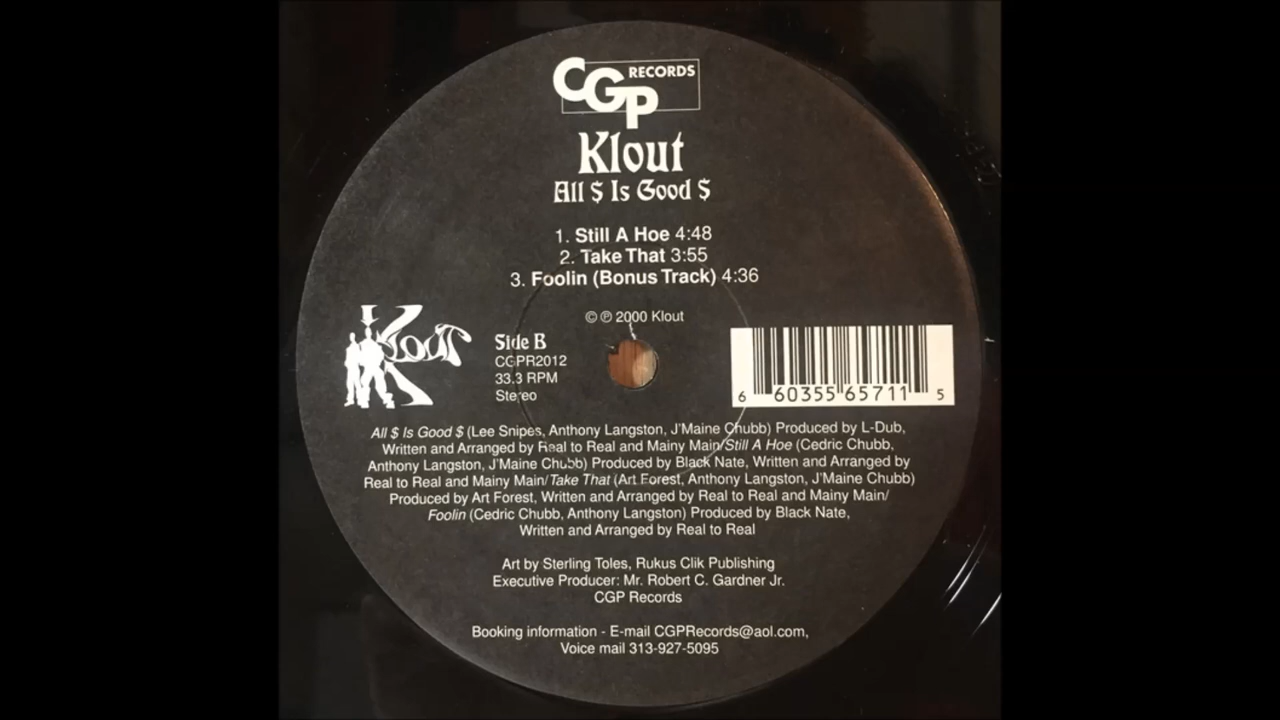 CGP RECORDS
Klout
All $ Is Good $
1. Still A Hoe 4:48
2. Take That 3:55
3. Foolin (Bonus Track) 4:36
© ℗ 2000 Klout
Klout
Side B
CGPR2012
33.3 RPM
Stereo
6 60355 65711 5
All $ Is Good $ (Lee Snipes, Anthony Langston, J'Maine Chubb) Produced by L-Dub,
Written and Arranged by Real to Real and Mainy Main/Still A Hoe (Cedric Chubb,
Anthony Langston, J'Maine Chubb) Produced by Black Nate, Written and Arranged by
Real to Real and Mainy Main/Take That (Art Forest, Anthony Langston, J'Maine Chubb)
Produced by Art Forest, Written and Arranged by Real to Real and Mainy Main/
Foolin (Cedric Chubb, Anthony Langston) Produced by Black Nate,
Written and Arranged by Real to Real
Art by Sterling Toles, Rukus Clik Publishing
Executive Producer: Mr. Robert C. Gardner Jr.
CGP Records
Booking information - E-mail CGPRecords@aol.com,
Voice mail 313-927-5095